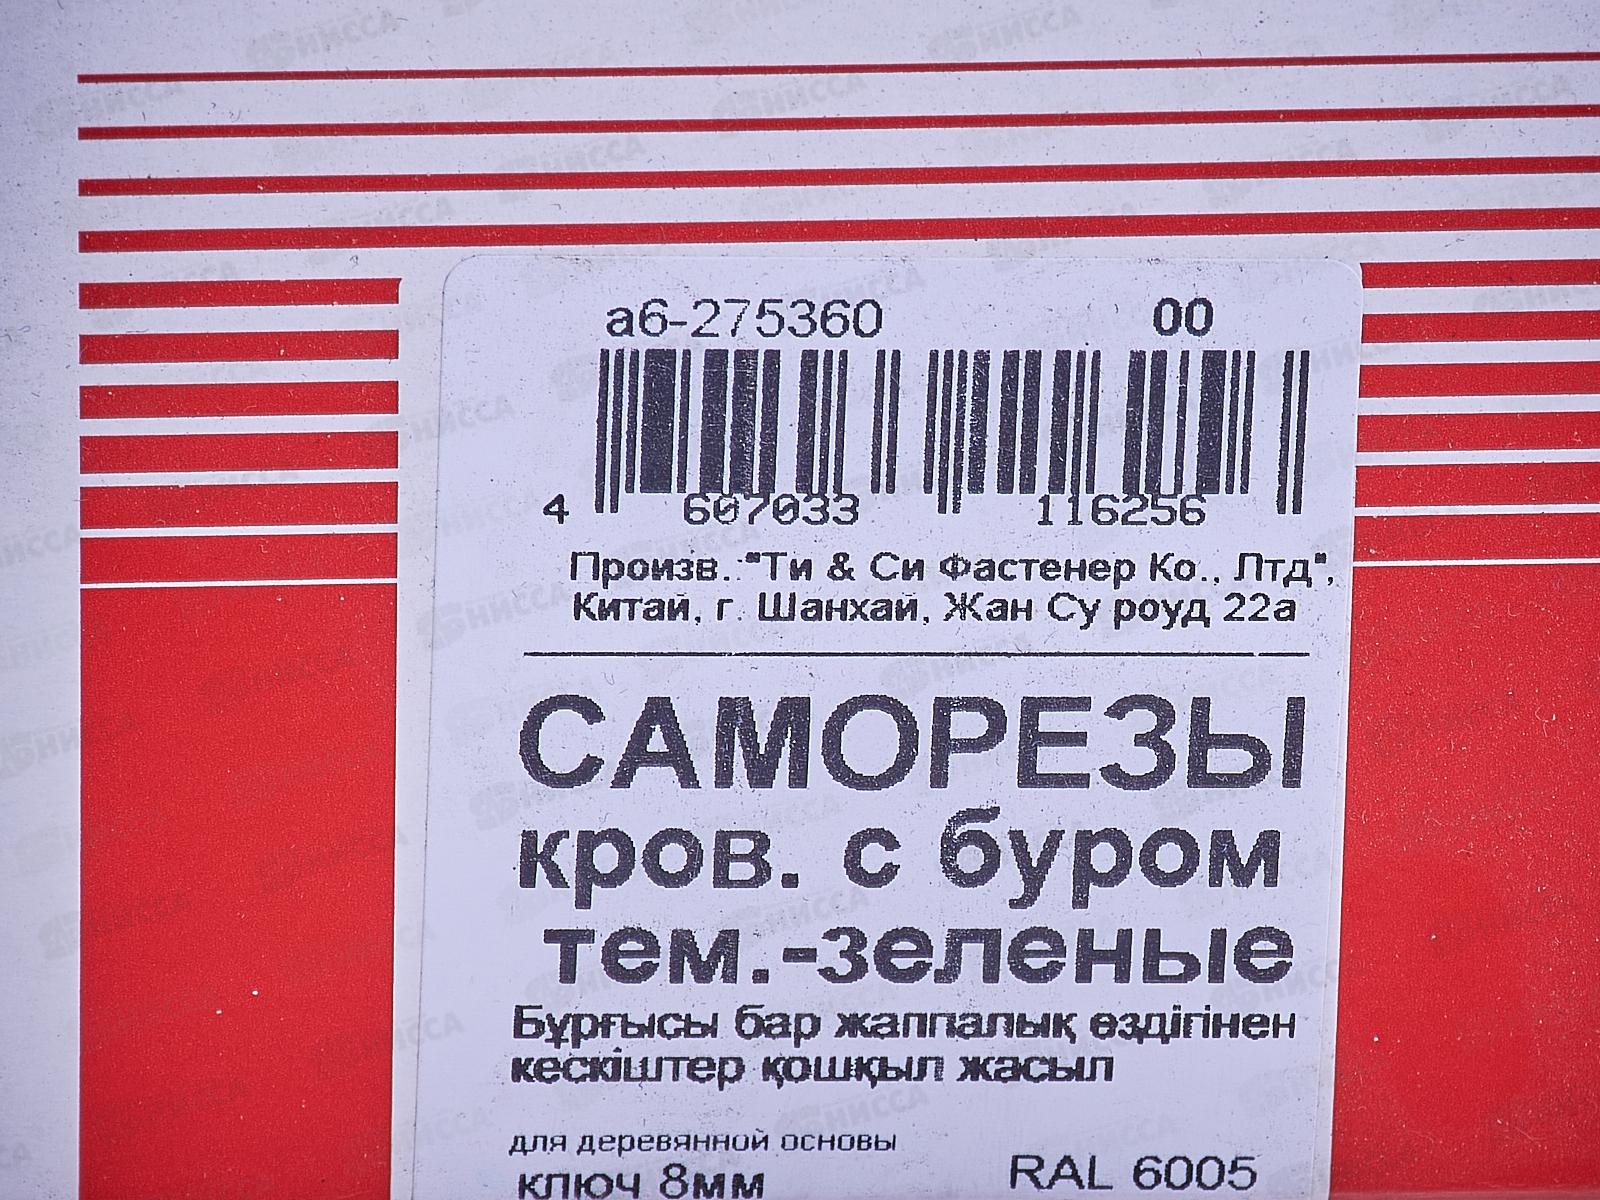 а6-275360 00
4 607033 116256
Произв.:"Ти & Си Фастенер Ко., Лтд",
Китай, г. Шанхай, Жан Су роуд 22а
САМОРЕЗЫ
кров. с буром
тем.-зеленые
Бұрғысы бар жаппалық өздігінен
кескіштер қошқыл жасыл
для деревянной основы
ключ 8мм RAL 6005